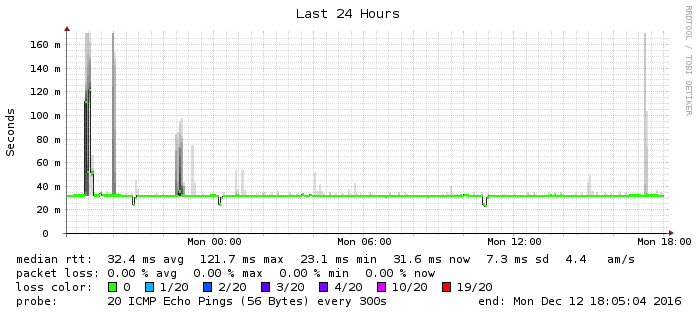 Last 24 Hours
RRDTOOL / TOBI OETIKER
Seconds
160 m
140 m
120 m
100 m
80 m
60 m
40 m
20 m
0
Mon 00:00 Mon 06:00 Mon 12:00 Mon 18:00
median rtt: 32.4 ms avg 121.7 ms max 23.1 ms min 31.6 ms now 7.3 ms sd 4.4 am/s
packet loss: 0.00 % avg 0.00 % max 0.00 % min 0.00 % now
loss color: 0 1/20 2/20 3/20 4/20 10/20 19/20
probe: 20 ICMP Echo Pings (56 Bytes) every 300s end: Mon Dec 12 18:05:04 2016